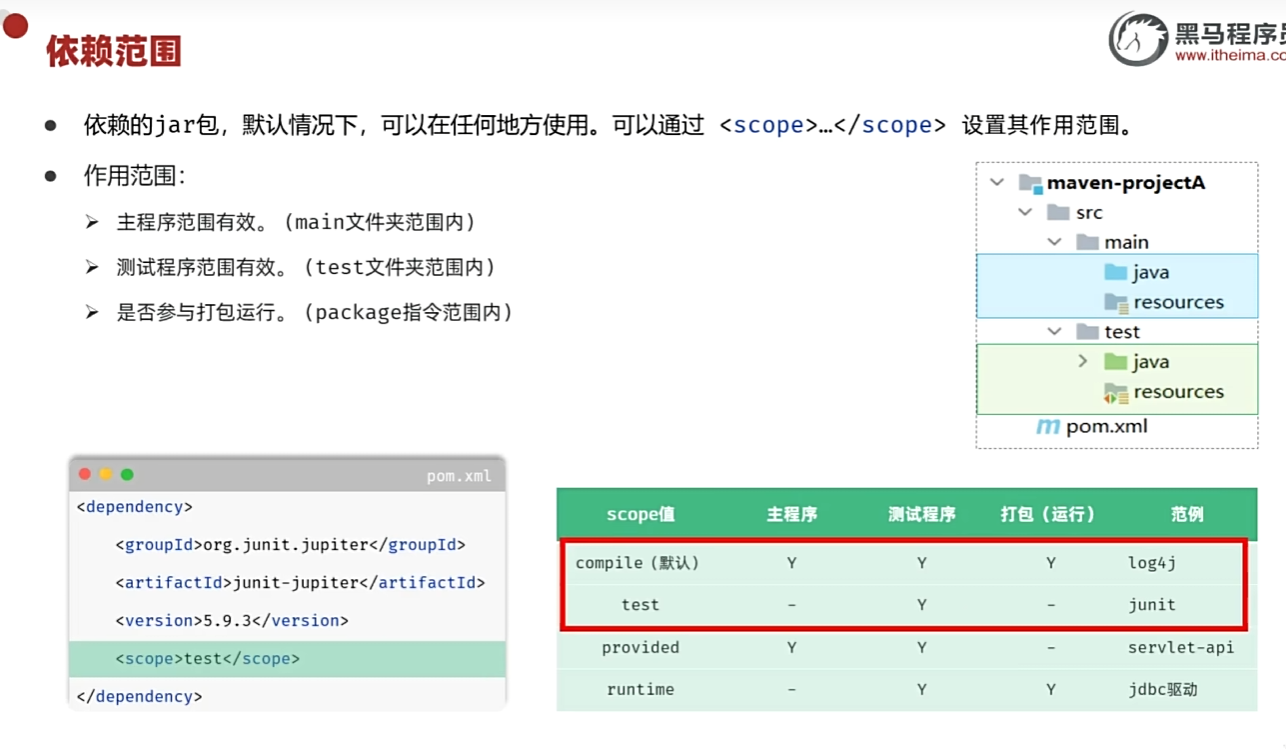 依赖范围
黑马程序员
www.itheima.co
依赖的jar包，默认情况下，可以在任何地方使用。可以通过 <scope>…</scope> 设置其作用范围。
作用范围：
主程序范围有效。（main文件夹范围内）
测试程序范围有效。（test文件夹范围内）
是否参与打包运行。（package指令范围内）
maven-projectA
src
main
java
resources
test
java
resources
pom.xml
pom.xml
<dependency>
<groupId>org.junit.jupiter</groupId>
<artifactId>junit-jupiter</artifactId>
<version>5.9.3</version>
<scope>test</scope>
</dependency>
scope值 主程序 测试程序 打包（运行） 范例
compile（默认） Y Y Y log4j
test - Y - junit
provided Y Y - servlet-api
runtime - Y Y jdbc驱动